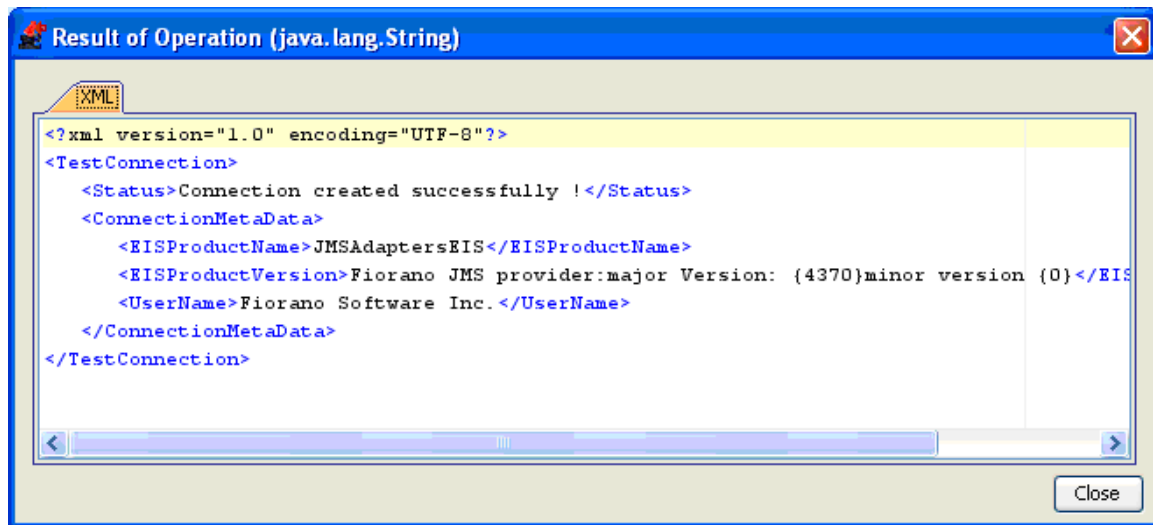 Result of Operation (java.lang.String)
XML
<?xml version="1.0" encoding="UTF-8"?>
<TestConnection>
<Status>Connection created successfully !</Status>
<ConnectionMetaData>
<EISProductName>JMSAdaptersEIS</EISProductName>
<EISProductVersion>Fiorano JMS provider:major Version: {4370}minor version {0}</EIS
<UserName>Fiorano Software Inc.</UserName>
</ConnectionMetaData>
</TestConnection>
Close